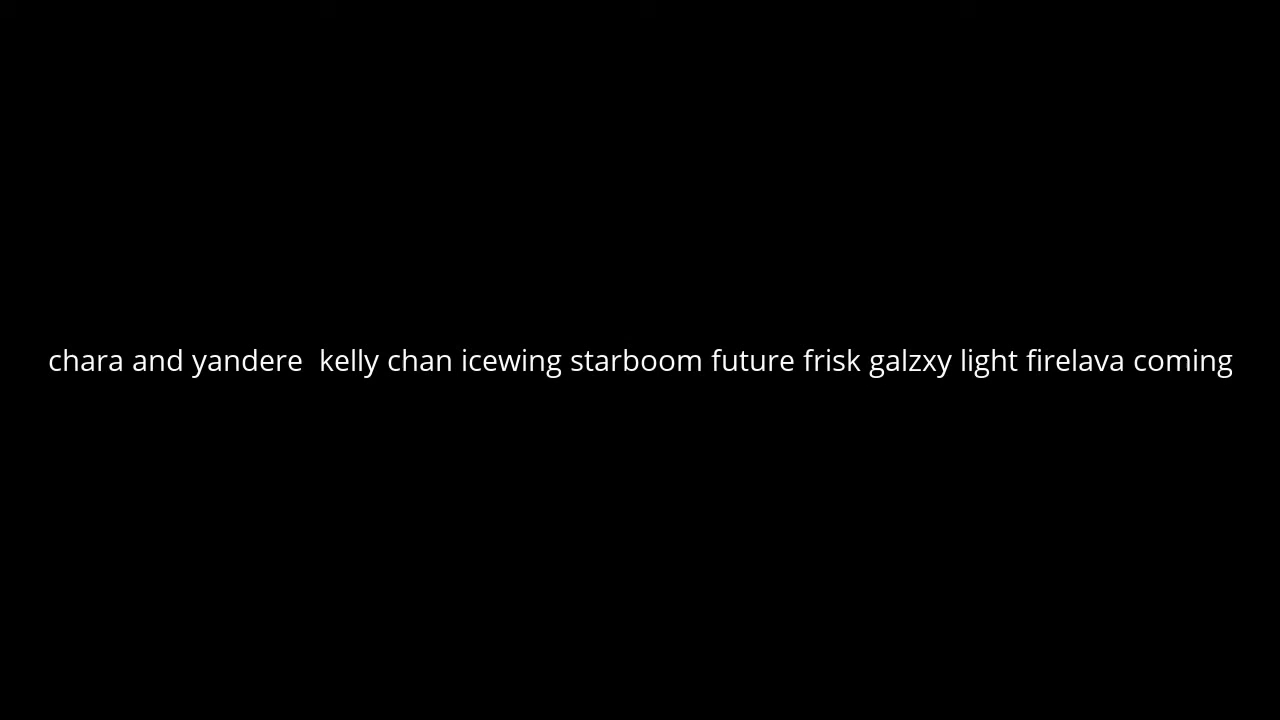 chara and yandere  kelly chan icewing starboom future frisk galzxy light firelava coming